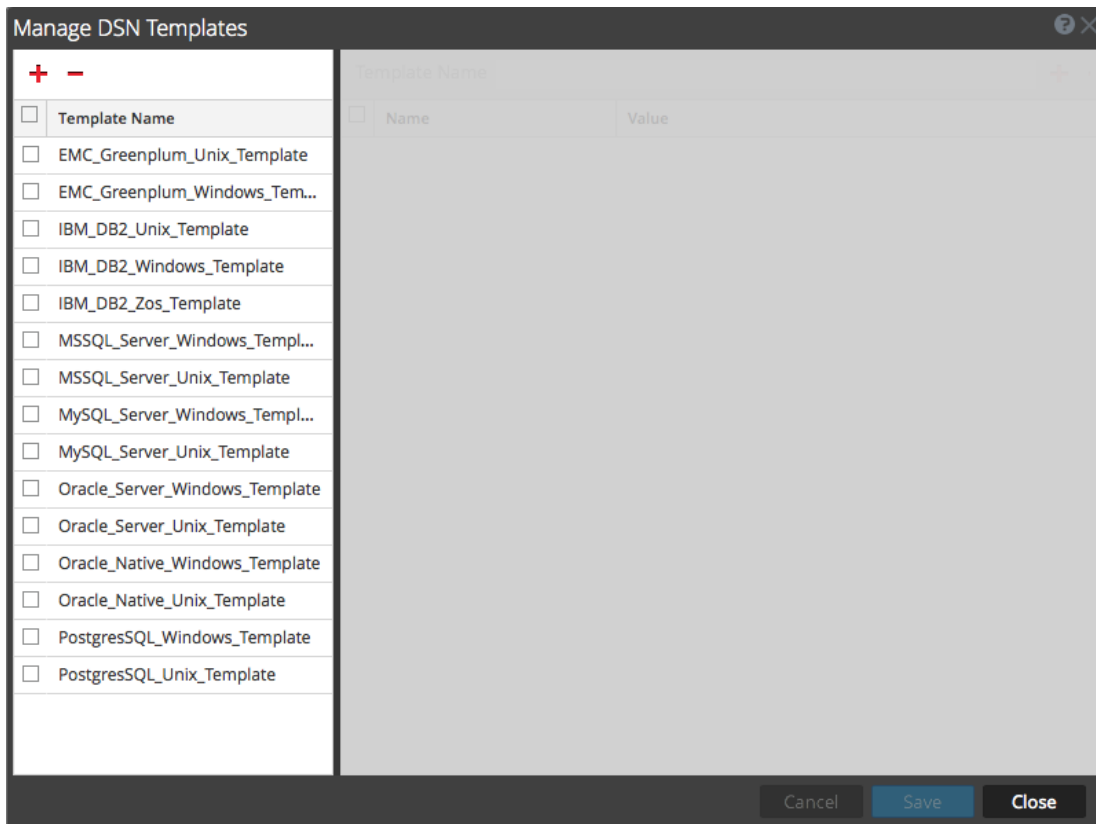 Manage DSN Templates
Template Name
Template Name
Name Value
EMC_Greenplum_Unix_Template
EMC_Greenplum_Windows_Tem...
IBM_DB2_Unix_Template
IBM_DB2_Windows_Template
IBM_DB2_Zos_Template
MSSQL_Server_Windows_Templ...
MSSQL_Server_Unix_Template
MySQL_Server_Windows_Templ...
MySQL_Server_Unix_Template
Oracle_Server_Windows_Template
Oracle_Server_Unix_Template
Oracle_Native_Windows_Template
Oracle_Native_Unix_Template
PostgresSQL_Windows_Template
PostgresSQL_Unix_Template
Cancel Save Close